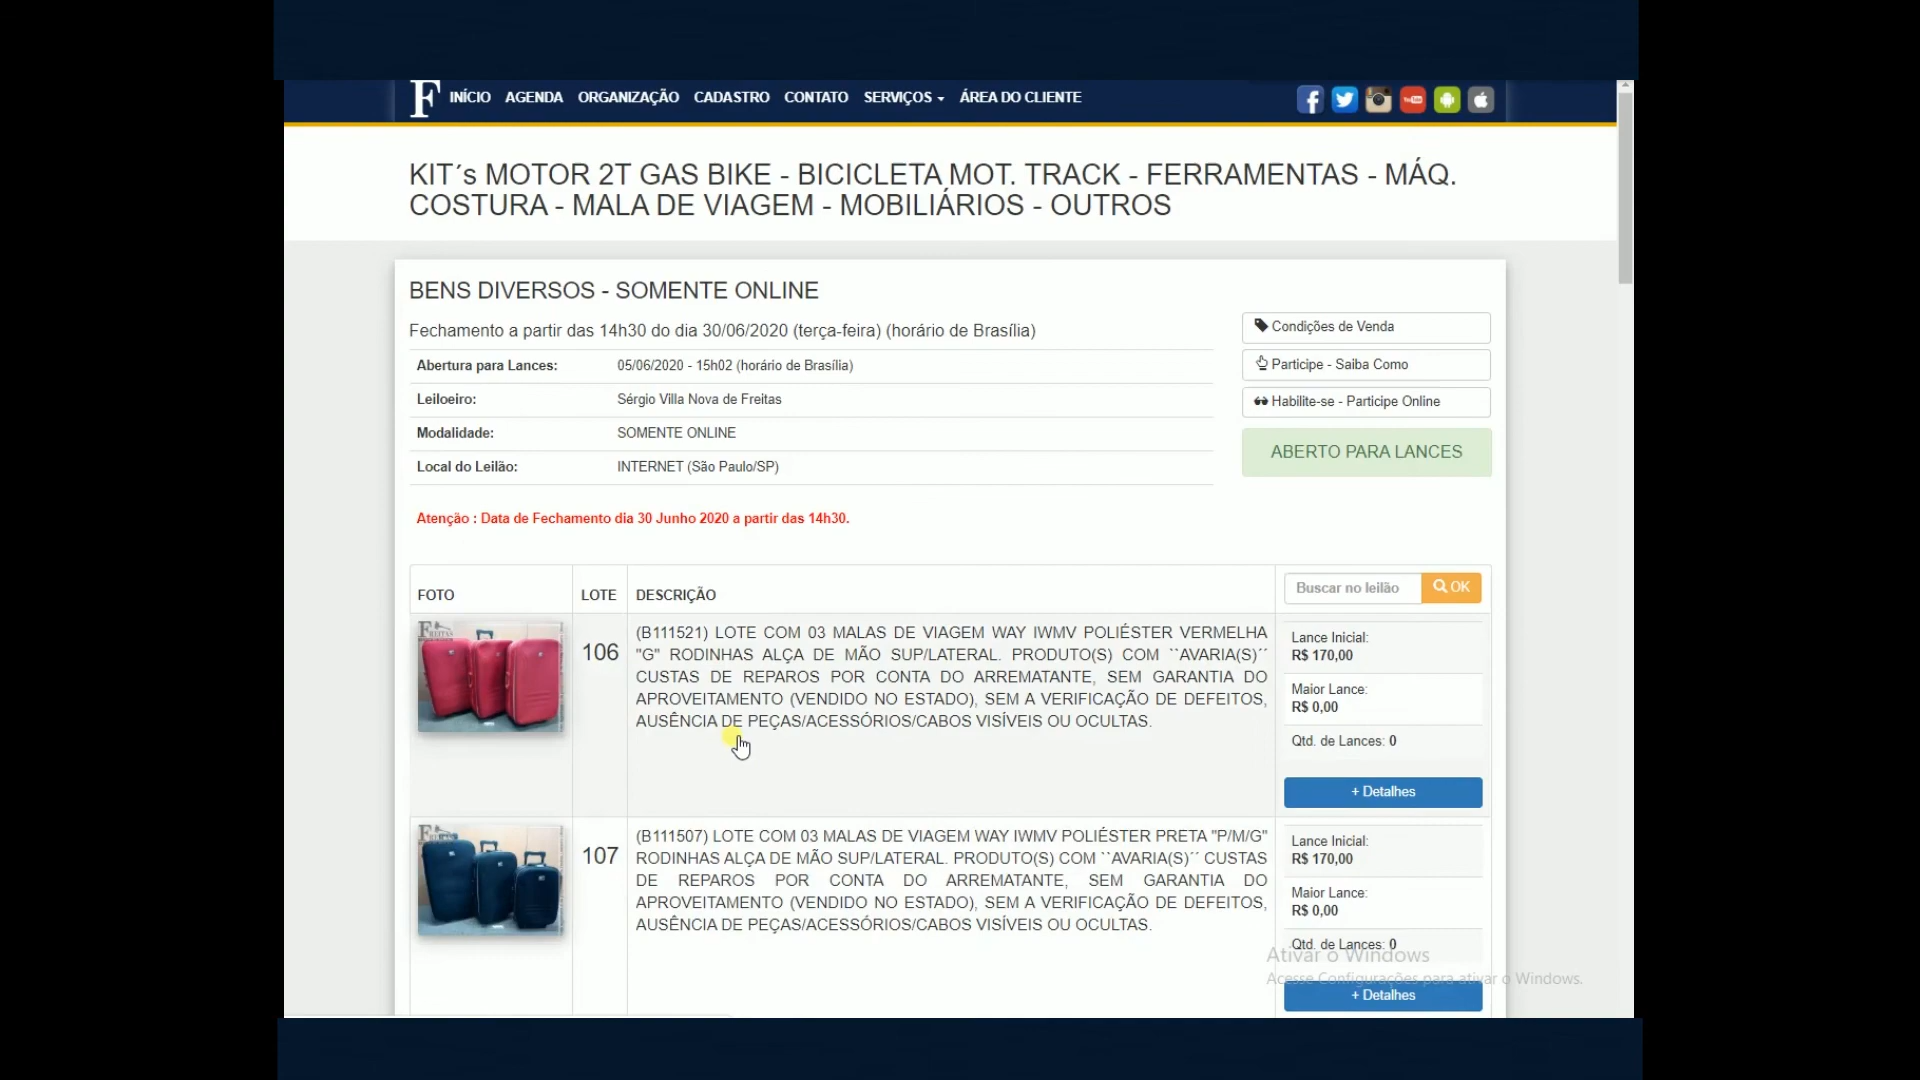 F INÍCIO AGENDA ORGANIZAÇÃO CADASTRO CONTATO SERVIÇOS ÁREA DO CLIENTE
KIT´s MOTOR 2T GAS BIKE - BICICLETA MOT. TRACK - FERRAMENTAS - MÁQ.
COSTURA - MALA DE VIAGEM - MOBILIÁRIOS - OUTROS
BENS DIVERSOS - SOMENTE ONLINE
Fechamento a partir das 14h30 do dia 30/06/2020 (terça-feira) (horário de Brasília)
Abertura para Lances: 05/06/2020 - 15h02 (horário de Brasília)
Leiloeiro: Sérgio Villa Nova de Freitas
Modalidade: SOMENTE ONLINE
Local do Leilão: INTERNET (São Paulo/SP)
Condições de Venda
Participe - Saiba Como
Habilite-se - Participe Online
ABERTO PARA LANCES
Atenção : Data de Fechamento dia 30 Junho 2020 a partir das 14h30.
FOTO LOTE DESCRIÇÃO Buscar no leilão OK
FREITAS
106
(B111521) LOTE COM 03 MALAS DE VIAGEM WAY IWMV POLIÉSTER VERMELHA
"G" RODINHAS ALÇA DE MÃO SUP/LATERAL. PRODUTO(S) COM ``AVARIA(S)´´
CUSTAS DE REPAROS POR CONTA DO ARREMATANTE, SEM GARANTIA DO
APROVEITAMENTO (VENDIDO NO ESTADO), SEM A VERIFICAÇÃO DE DEFEITOS,
AUSÊNCIA DE PEÇAS/ACESSÓRIOS/CABOS VISÍVEIS OU OCULTAS.
Lance Inicial:
R$ 170,00
Maior Lance:
R$ 0,00
Qtd. de Lances: 0
+ Detalhes
FREITAS
107
(B111507) LOTE COM 03 MALAS DE VIAGEM WAY IWMV POLIÉSTER PRETA "P/M/G"
RODINHAS ALÇA DE MÃO SUP/LATERAL. PRODUTO(S) COM ``AVARIA(S)´´ CUSTAS
DE REPAROS POR CONTA DO ARREMATANTE, SEM GARANTIA DO
APROVEITAMENTO (VENDIDO NO ESTADO), SEM A VERIFICAÇÃO DE DEFEITOS,
AUSÊNCIA DE PEÇAS/ACESSÓRIOS/CABOS VISÍVEIS OU OCULTAS.
Lance Inicial:
R$ 170,00
Maior Lance:
R$ 0,00
Qtd. de Lances: 0
Ativar o Windows
Acesse Configurações para ativar o Windows.
+ Detalhes